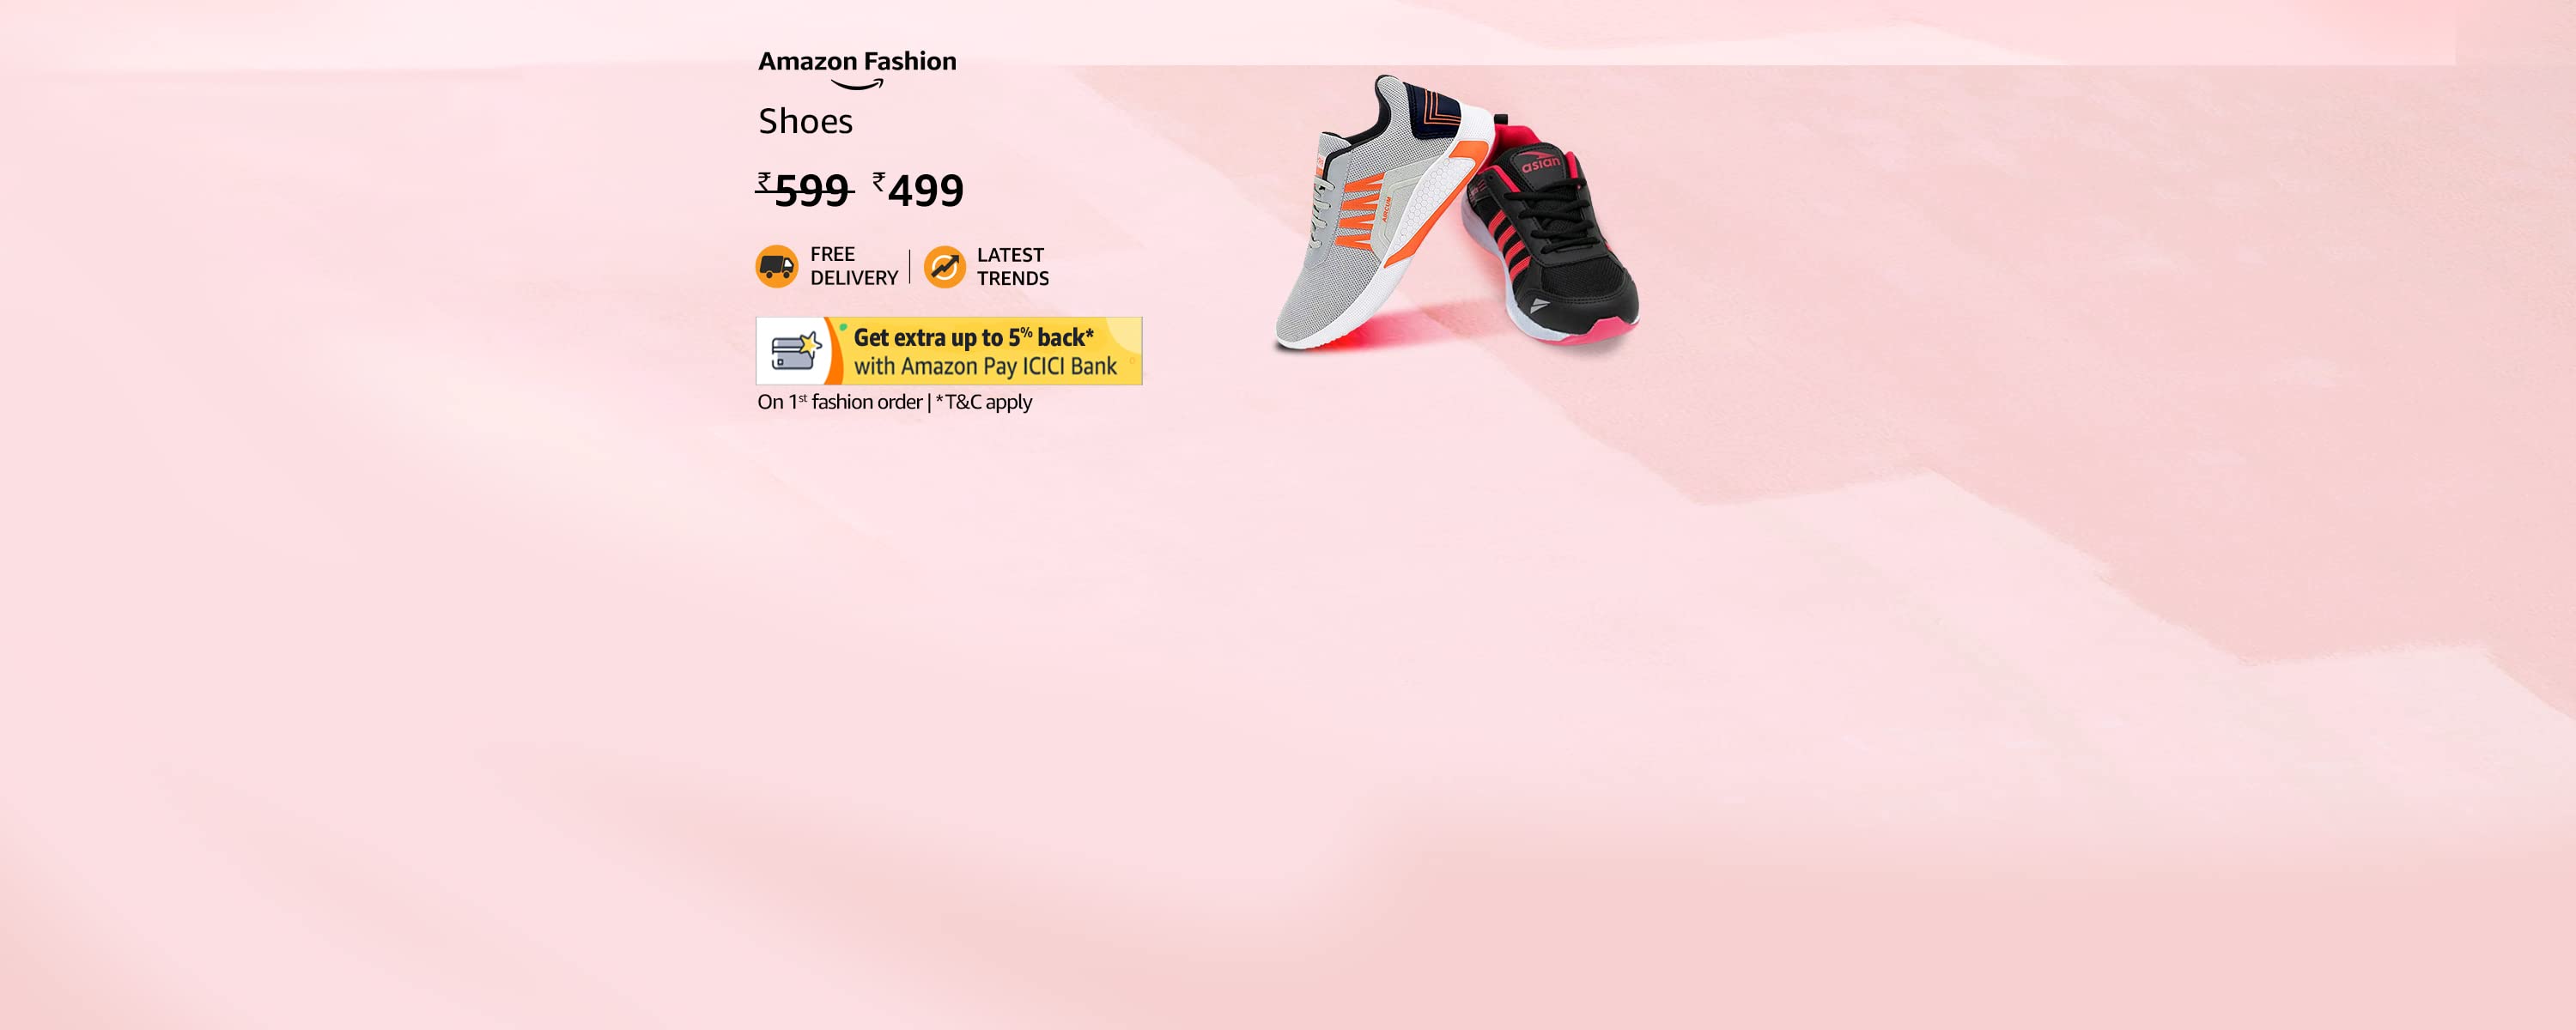 Amazon Fashion
Shoes
₹599 ₹499
FREE DELIVERY | LATEST TRENDS
Get extra up to 5% back*
with Amazon Pay ICICI Bank
On 1st fashion order | *T&C apply
AIRCUM
asian